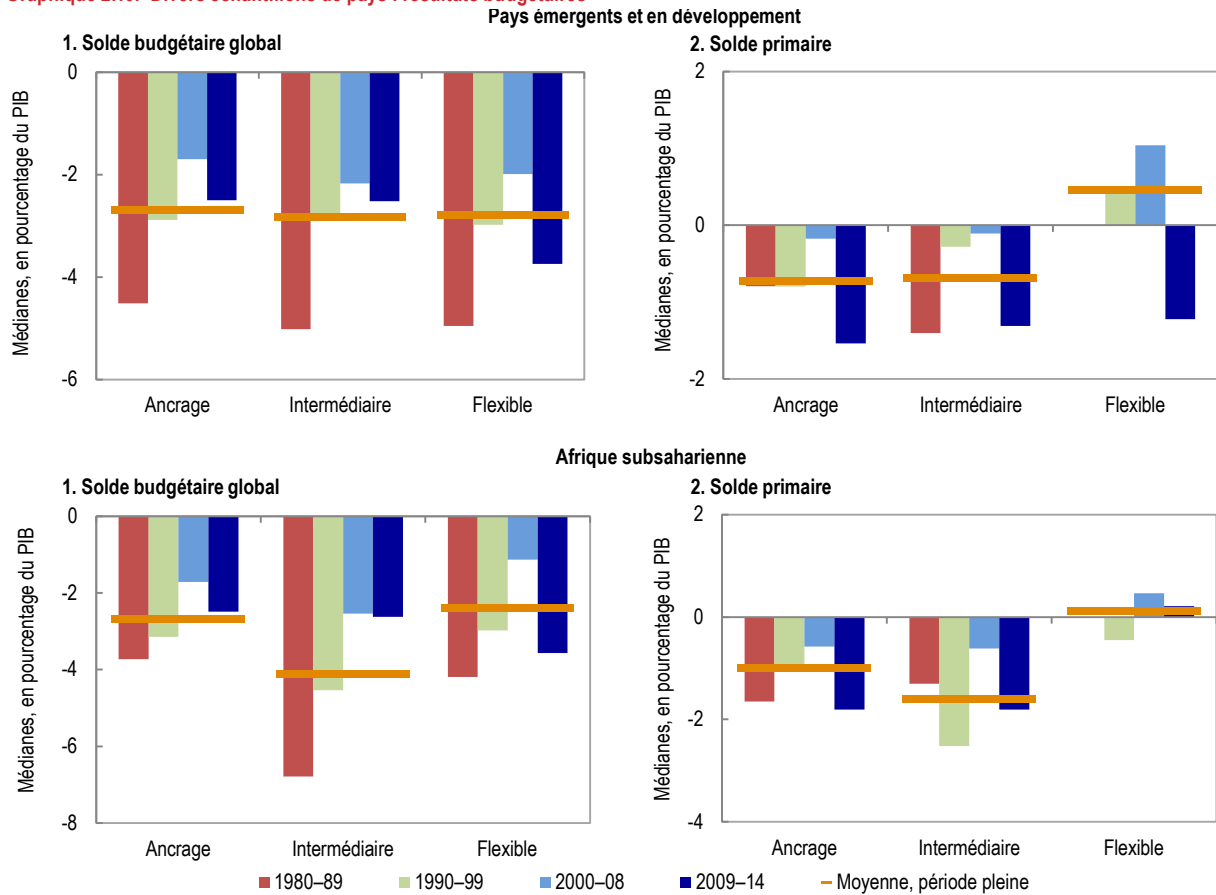 Pays émergents et en développement
1. Solde budgétaire global
2. Solde primaire
Médianes, en pourcentage du PIB
0
-2
-4
-6
Ancrage Intermédiaire Flexible
Médianes, en pourcentage du PIB
2
0
-2
Ancrage Intermédiaire Flexible
Afrique subsaharienne
1. Solde budgétaire global
2. Solde primaire
Médianes, en pourcentage du PIB
0
-2
-4
-6
-8
Ancrage Intermédiaire Flexible
Médianes, en pourcentage du PIB
2
0
-2
-4
Ancrage Intermédiaire Flexible
1980–89 1990–99 2000–08 2009–14 Moyenne, période pleine